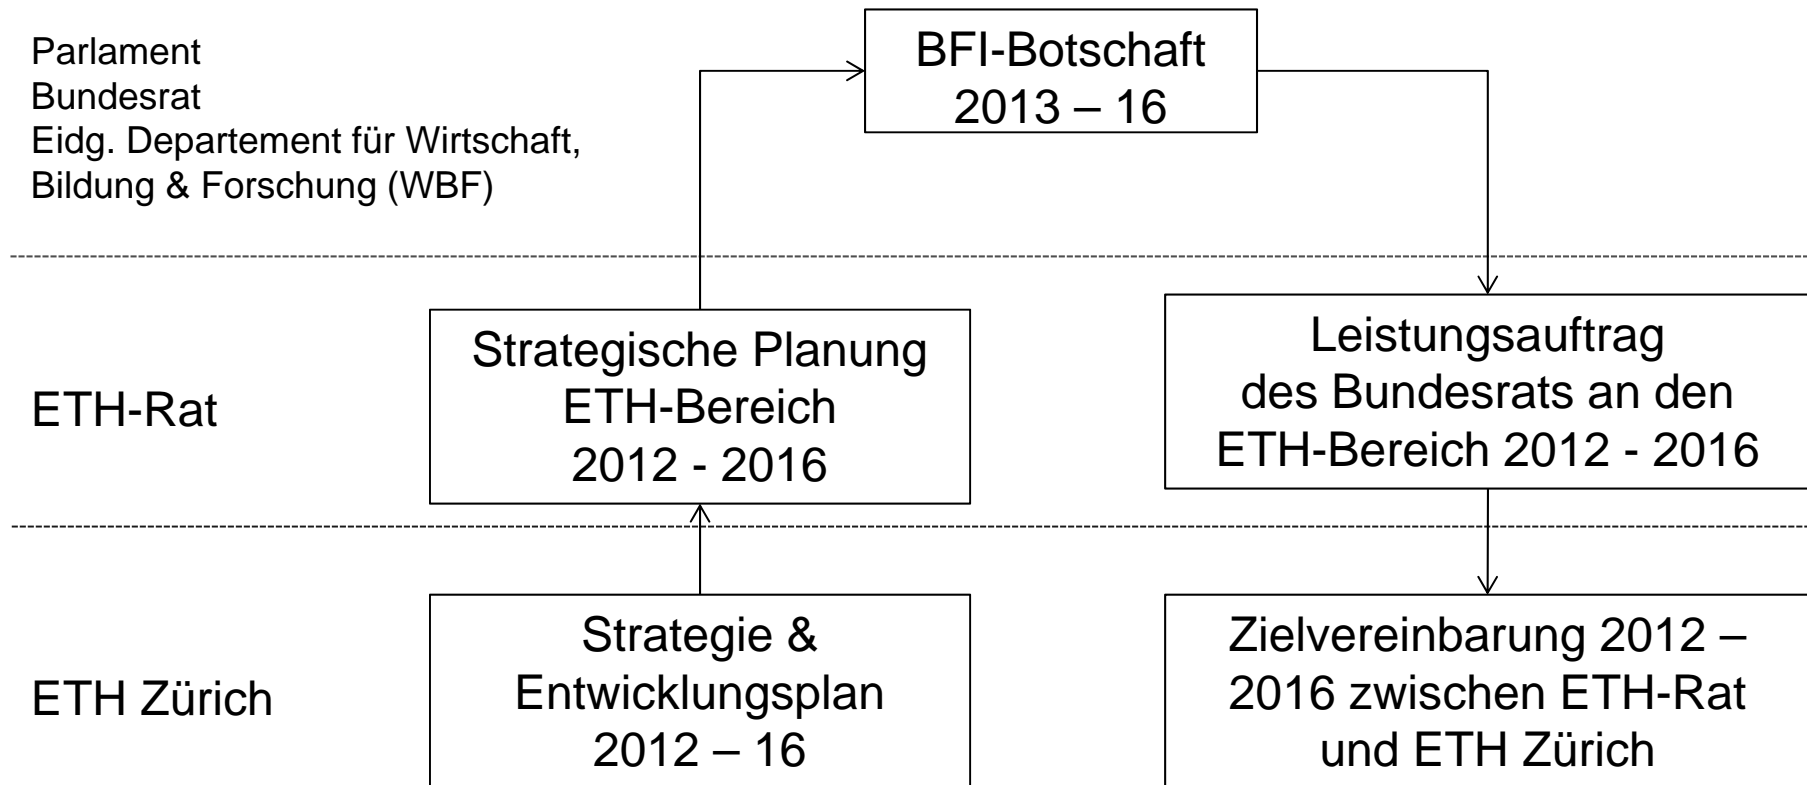 Parlament
Bundesrat
Eidg. Departement für Wirtschaft,
Bildung & Forschung (WBF)
BFI-Botschaft
2013 – 16
ETH-Rat
Strategische Planung
ETH-Bereich
2012 - 2016
Leistungsauftrag
des Bundesrats an den
ETH-Bereich 2012 - 2016
ETH Zürich
Strategie &
Entwicklungsplan
2012 – 16
Zielvereinbarung 2012 –
2016 zwischen ETH-Rat
und ETH Zürich